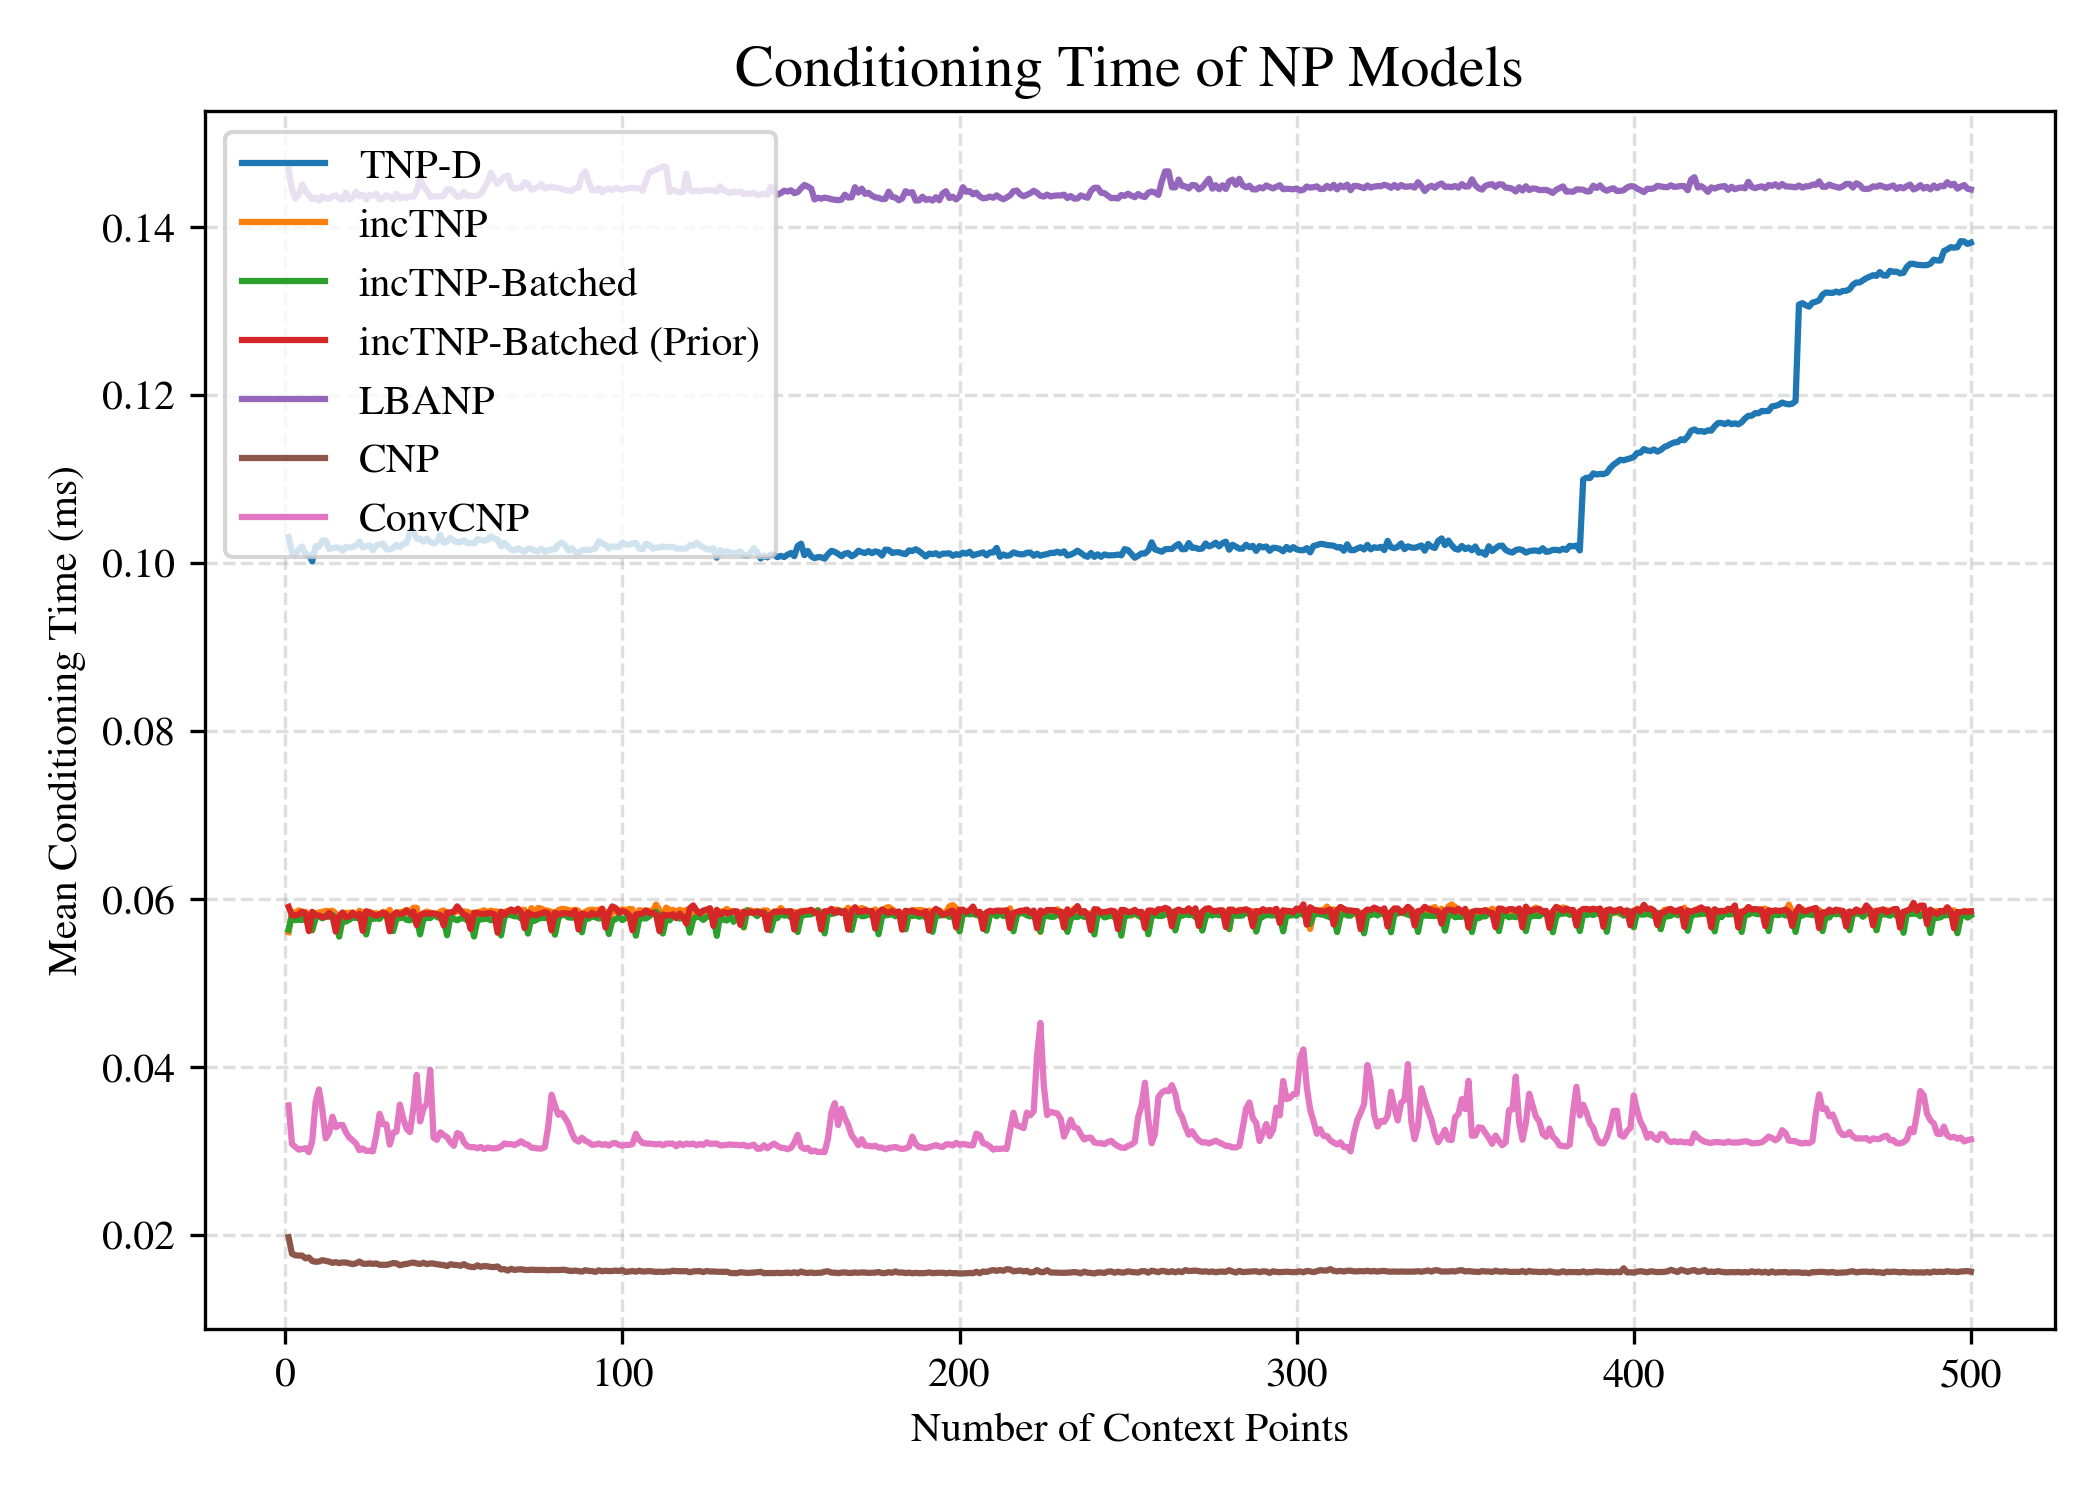 Conditioning Time of NP Models
TNP-D
incTNP
incTNP-Batched
incTNP-Batched (Prior)
LBANP
CNP
ConvCNP
Mean Conditioning Time (ms)
0.14
0.12
0.10
0.08
0.06
0.04
0.02
0 100 200 300 400 500
Number of Context Points